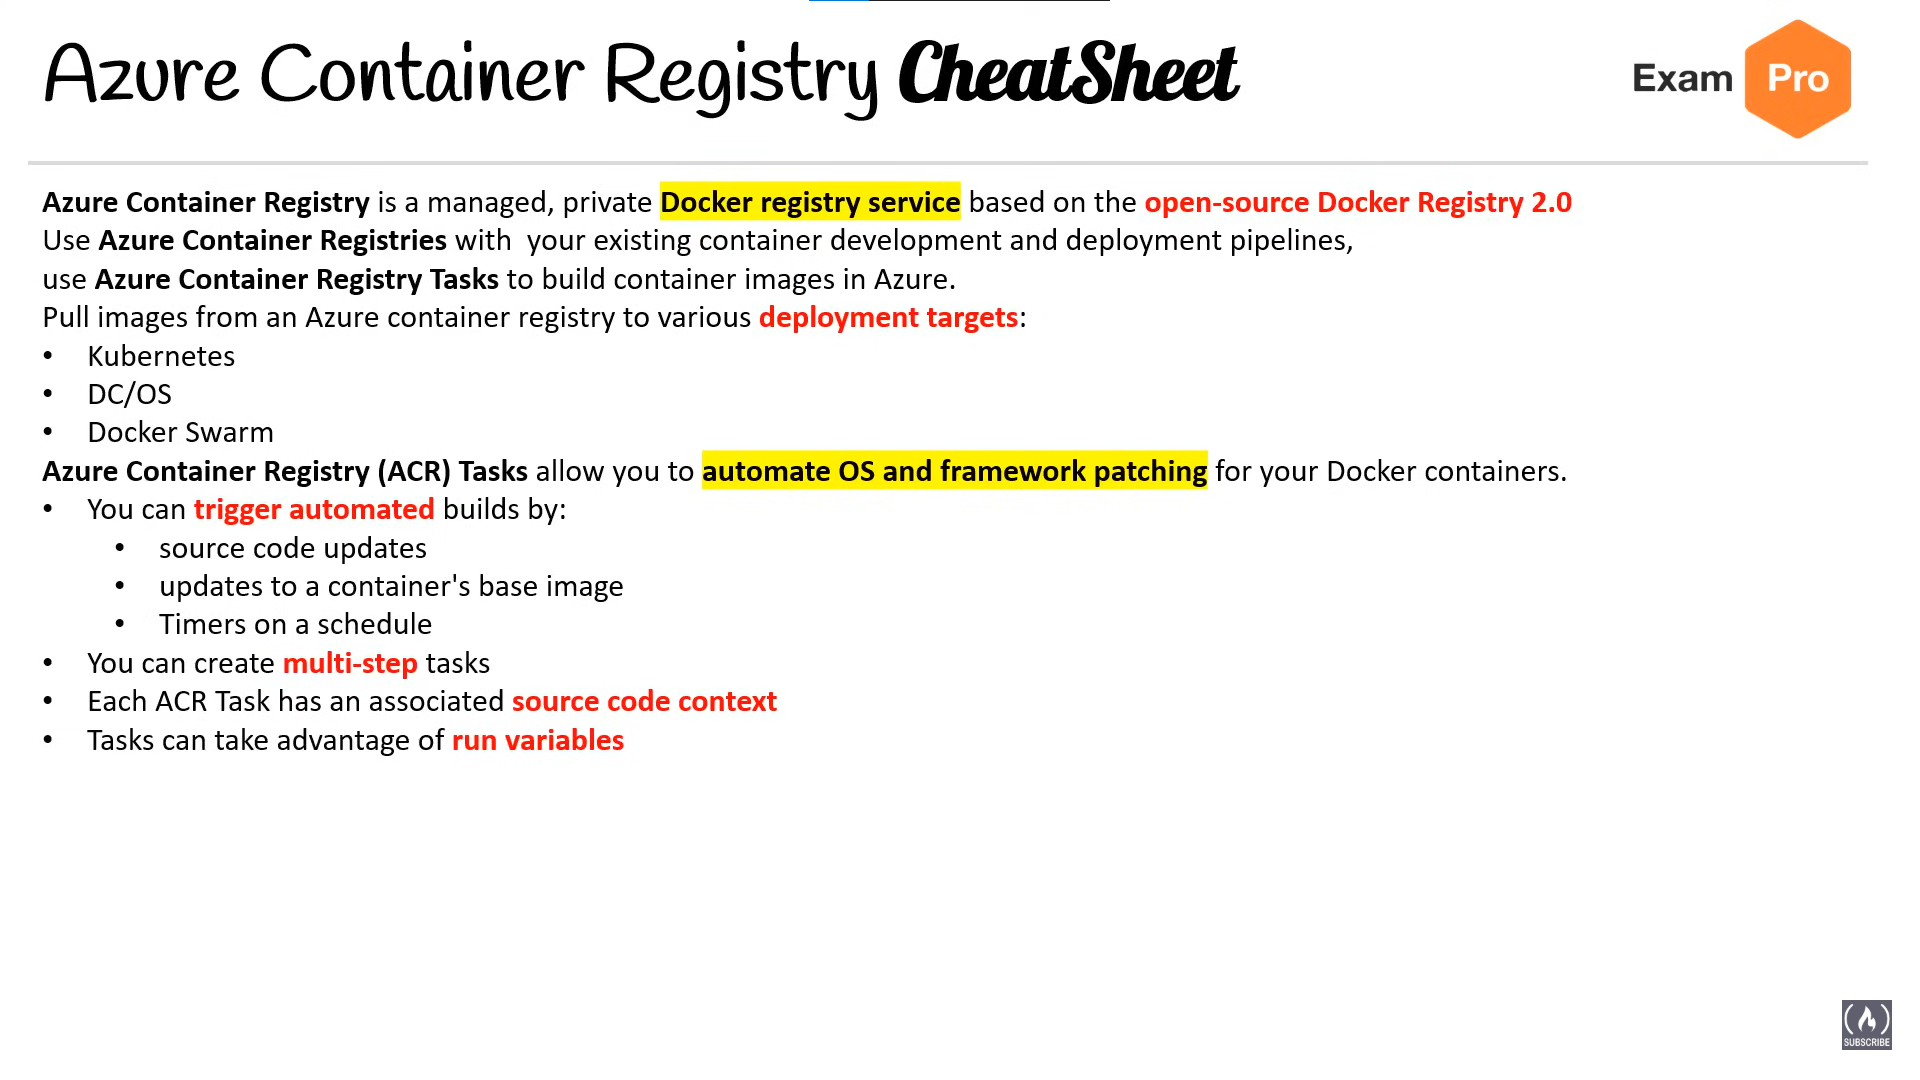 Azure Container Registry CheatSheet
Exam Pro
Azure Container Registry is a managed, private Docker registry service based on the open-source Docker Registry 2.0
Use Azure Container Registries with  your existing container development and deployment pipelines,
use Azure Container Registry Tasks to build container images in Azure.
Pull images from an Azure container registry to various deployment targets:
• Kubernetes
• DC/OS
• Docker Swarm
Azure Container Registry (ACR) Tasks allow you to automate OS and framework patching for your Docker containers.
• You can trigger automated builds by:
• source code updates
• updates to a container's base image
• Timers on a schedule
• You can create multi-step tasks
• Each ACR Task has an associated source code context
• Tasks can take advantage of run variables
SUBSCRIBE